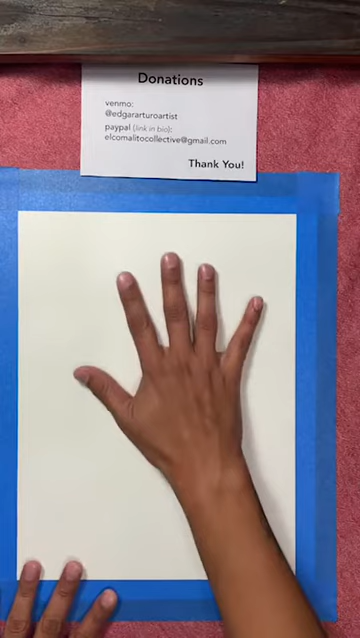 Donations
venmo:
@edgararturoartist
paypal (link in bio):
elcomalitocollective@gmail.com
Thank You!